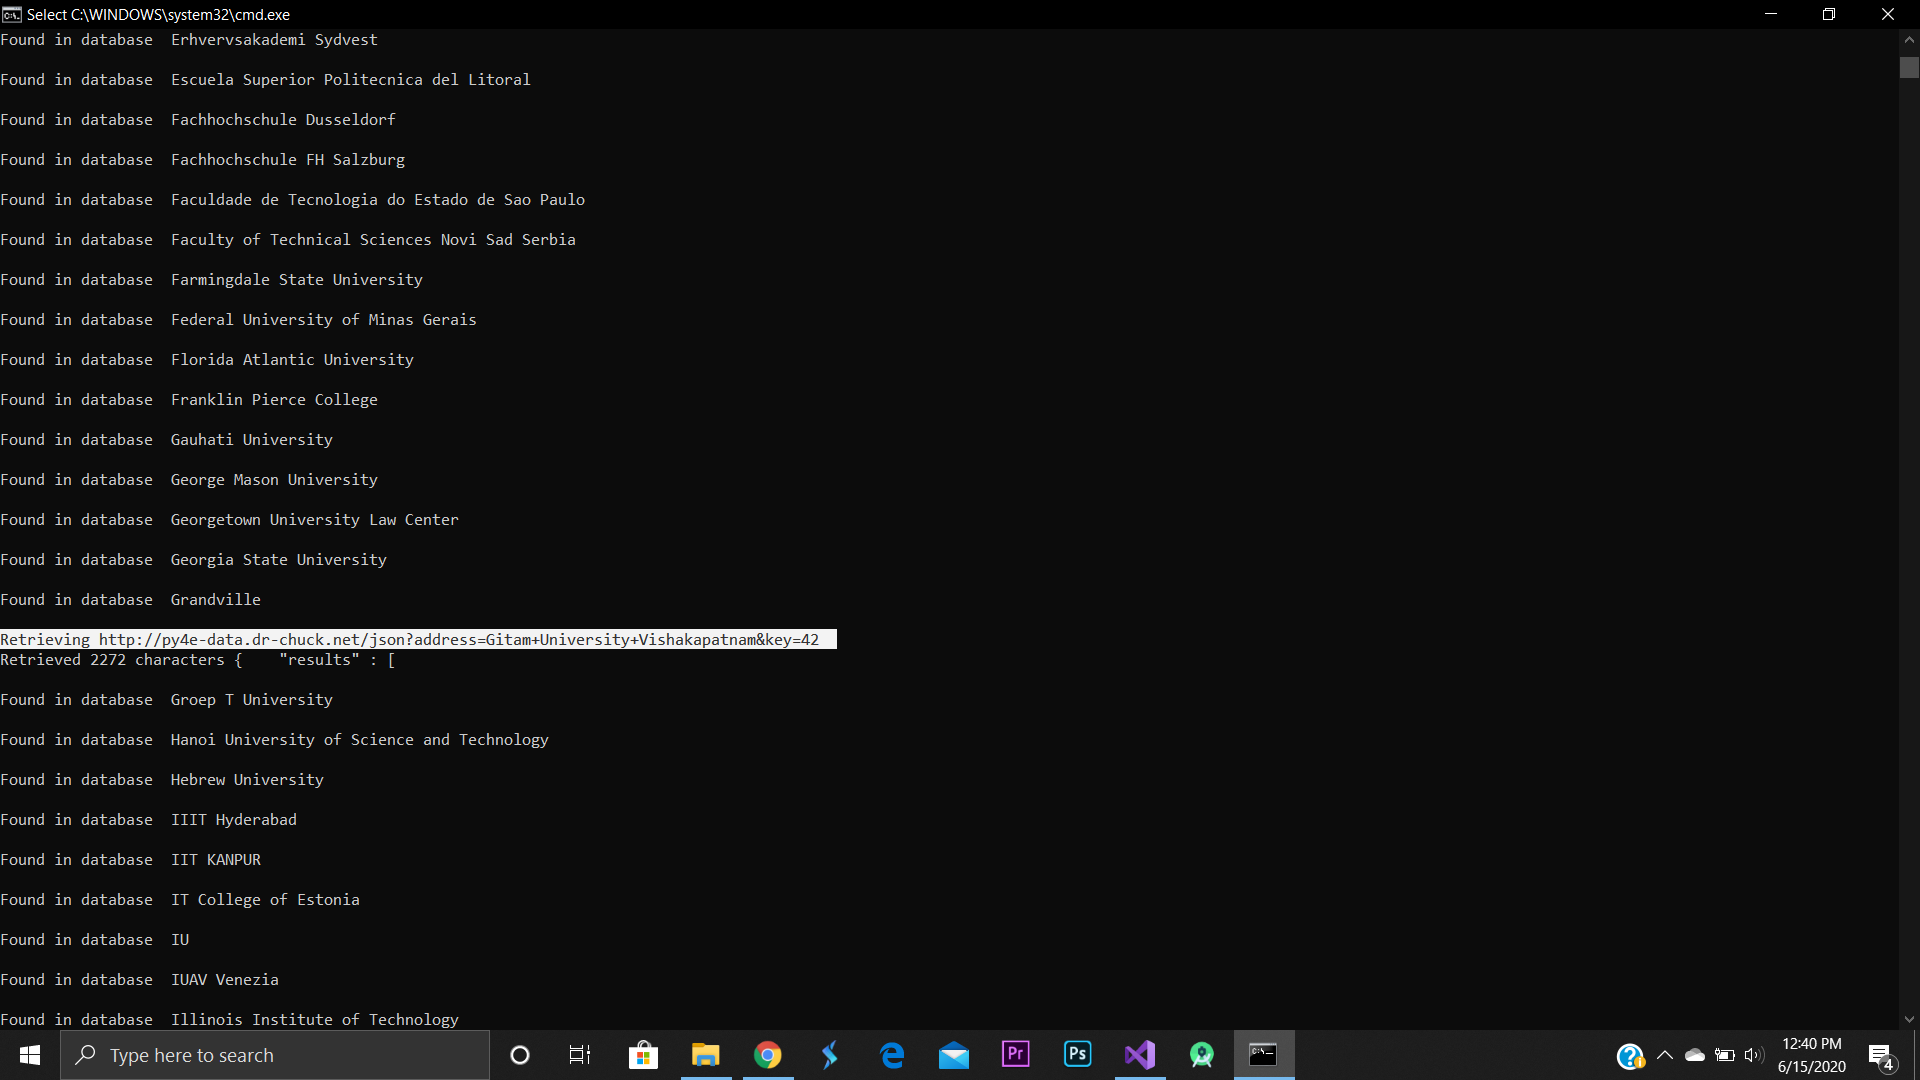 Select C:\WINDOWS\system32\cmd.exe
Found in database  Erhvervsakademi Sydvest
Found in database  Escuela Superior Politecnica del Litoral
Found in database  Fachhochschule Dusseldorf
Found in database  Fachhochschule FH Salzburg
Found in database  Faculdade de Tecnologia do Estado de Sao Paulo
Found in database  Faculty of Technical Sciences Novi Sad Serbia
Found in database  Farmingdale State University
Found in database  Federal University of Minas Gerais
Found in database  Florida Atlantic University
Found in database  Franklin Pierce College
Found in database  Gauhati University
Found in database  George Mason University
Found in database  Georgetown University Law Center
Found in database  Georgia State University
Found in database  Grandville
Retrieving http://py4e-data.dr-chuck.net/json?address=Gitam+University+Vishakapatnam&key=42
Retrieved 2272 characters {    "results" : [
Found in database  Groep T University
Found in database  Hanoi University of Science and Technology
Found in database  Hebrew University
Found in database  IIIT Hyderabad
Found in database  IIT KANPUR
Found in database  IT College of Estonia
Found in database  IU
Found in database  IUAV Venezia
Found in database  Illinois Institute of Technology
Type here to search
Pr
Ps
12:40 PM
6/15/2020
4